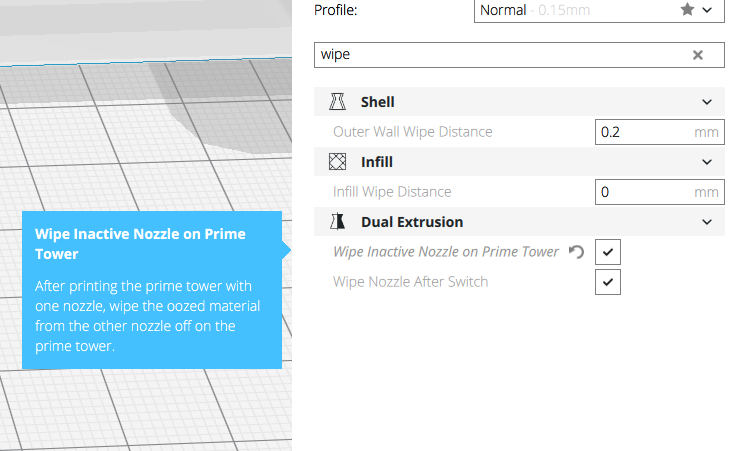 Profile: Normal - 0.15mm
wipe
Shell
Outer Wall Wipe Distance 0.2 mm
Infill
Infill Wipe Distance 0 mm
Dual Extrusion
Wipe Inactive Nozzle on Prime Tower
Wipe Nozzle After Switch
Wipe Inactive Nozzle on Prime
Tower
After printing the prime tower with
one nozzle, wipe the oozed material
from the other nozzle off on the
prime tower.